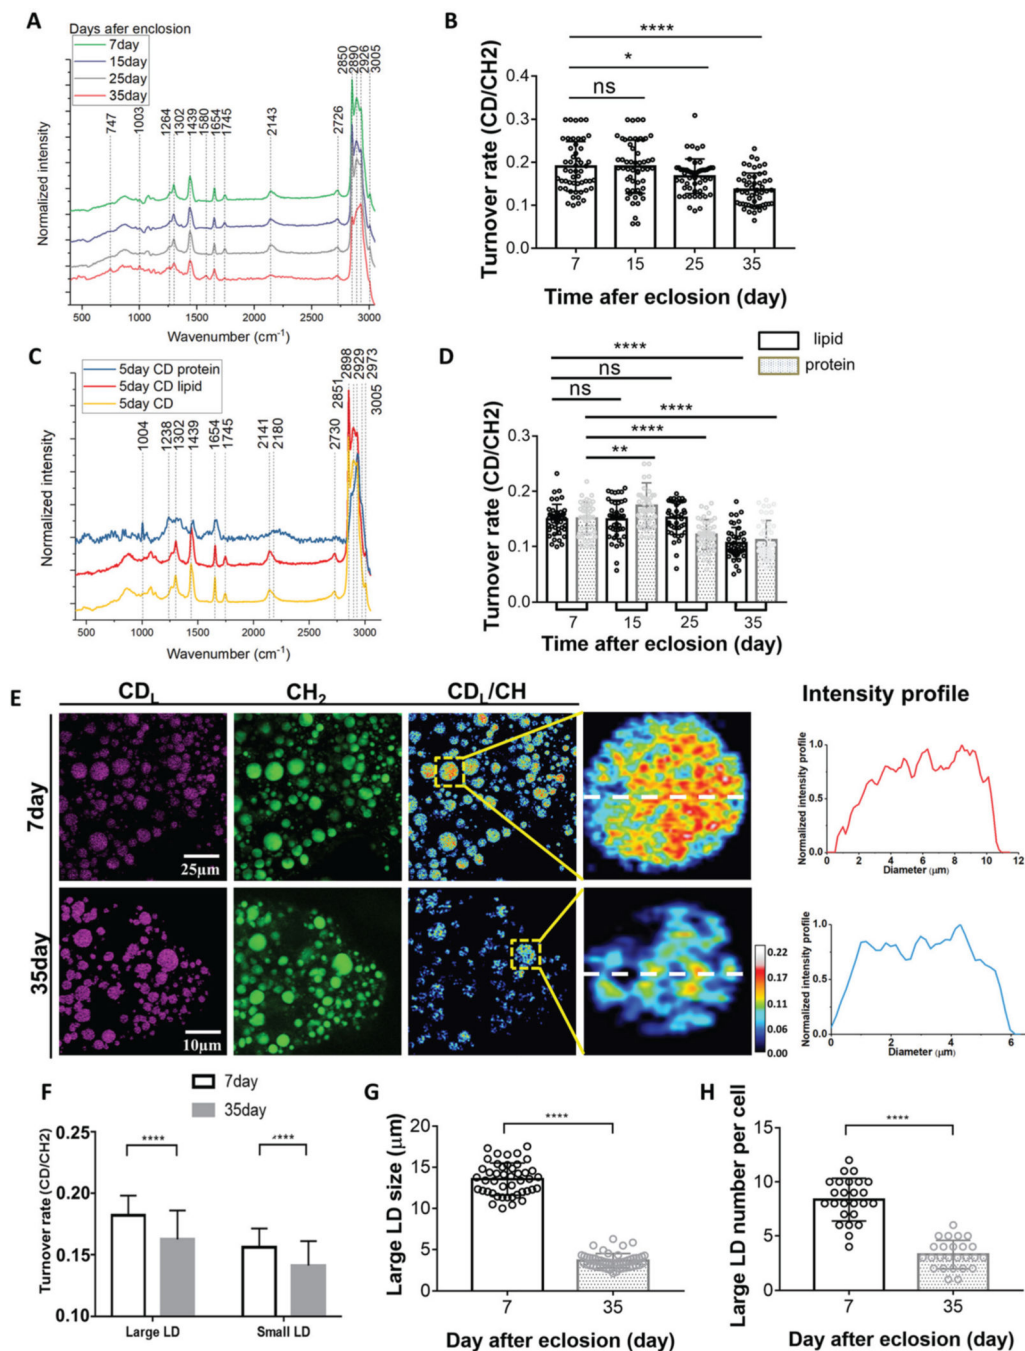 A
Days afer enclosion
7day
15day
25day
35day
747
1003
1264
1302
1439
1580
1654
1745
2143
2726
2850
2890
2926
3005
Normalized intensity
500 1000 1500 2000 2500 3000
Wavenumber (cm-1)
B
****
*
ns
Turnover rate (CD/CH2)
0.4
0.3
0.2
0.1
0.0
7 15 25 35
Time afer eclosion (day)
C
5day CD protein
5day CD lipid
5day CD
1004
1238
1302
1439
1654
1745
2141
2180
2730
2851
2898
2929
2973
3005
Normalized intensity
500 1000 1500 2000 2500 3000
Wavenumber (cm-1)
D
lipid
protein
****
ns
ns
****
****
**
Turnover rate (CD/CH2)
0.3
0.2
0.1
0.0
7 15 25 35
Time after eclosion (day)
E
CDL CH2 CDL/CH Intensity profile
7day
25μm
35day
10μm
0.22
0.17
0.11
0.06
0.00
Normalized intensity profile
1.0
0.5
0.0
0 2 4 6 8 10 12
Diameter (μm)
Normalized intensity profile
1.0
0.5
0.0
0 2 4 6
Diameter (μm)
F
7day
35day
**** ****
Turnover rate (CD/CH2)
0.25
0.20
0.15
0.10
Large LD Small LD
G
****
Large LD size (μm)
20
15
10
5
0
7 35
Day after eclosion (day)
H
****
Large LD number per cell
15
10
5
0
7 35
Day after eclosion (day)